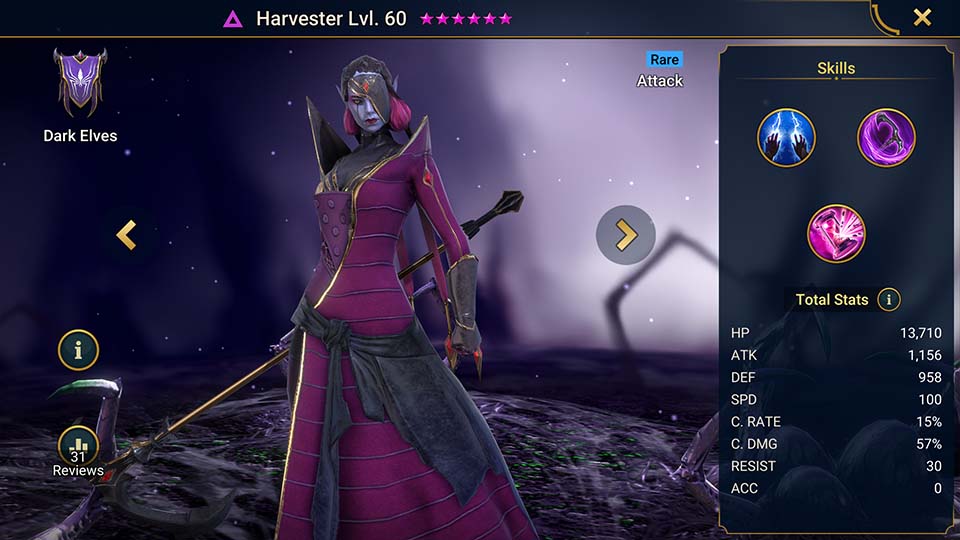 Harvester Lvl. 60
Dark Elves
Rare
Attack
31
Reviews
Skills
Total Stats i
HP 13,710
ATK 1,156
DEF 958
SPD 100
C. RATE 15%
C. DMG 57%
RESIST 30
ACC 0